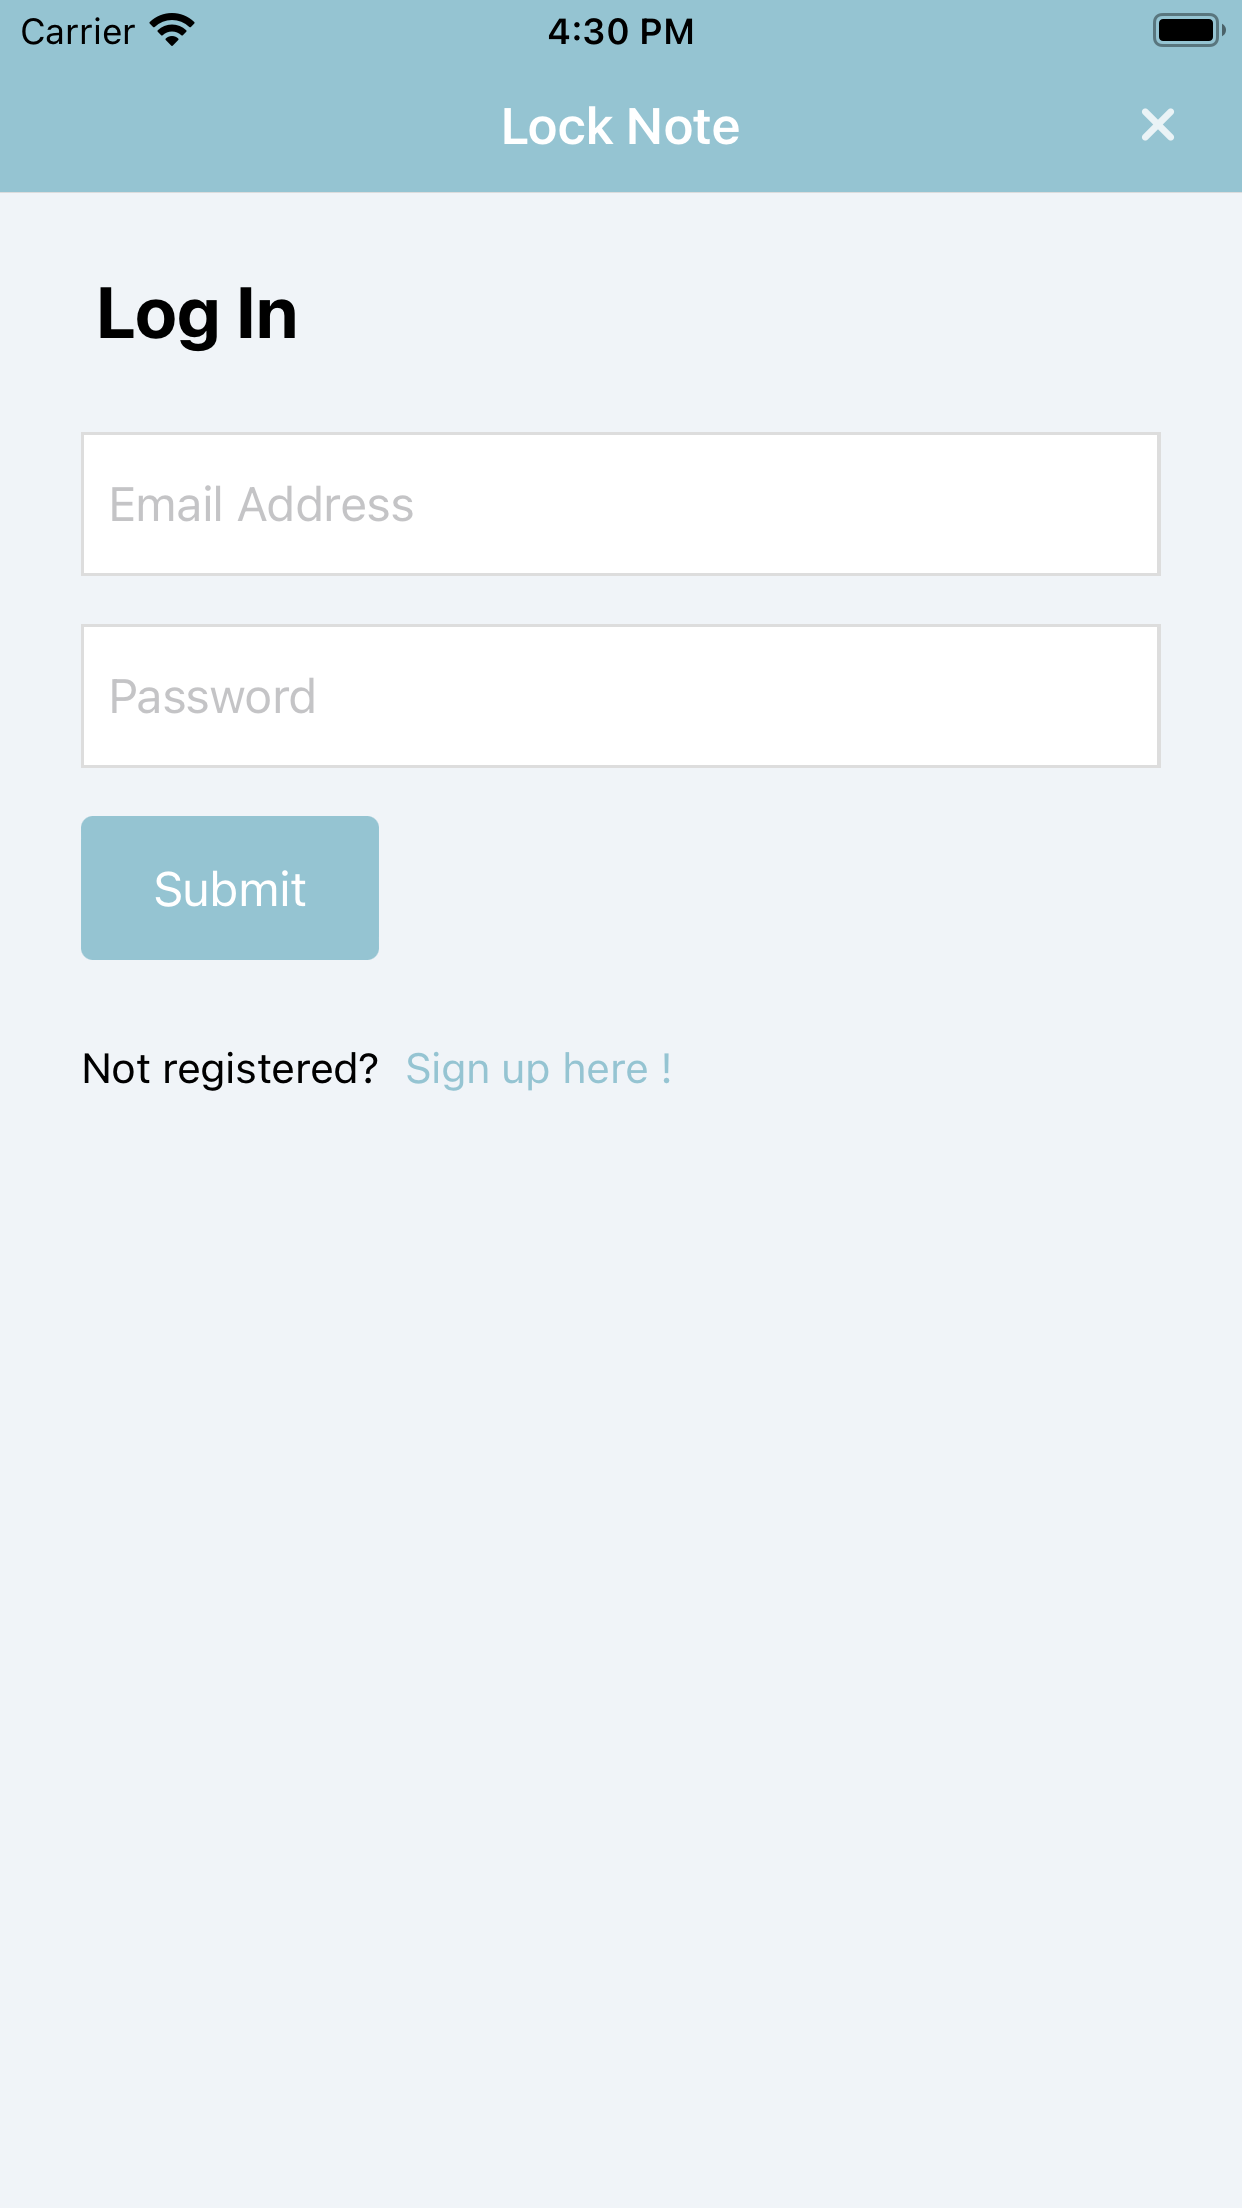 Carrier 4:30 PM
Lock Note
Log In
Email Address
Password
Submit
Not registered? Sign up here !